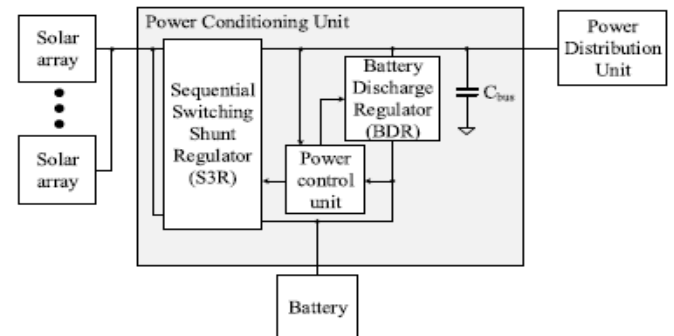 Power Conditioning Unit
Solar
array
Solar
array
Sequential
Switching
Shunt
Regulator
(S3R)
Battery
Discharge
Regulator
(BDR)
Power
control
unit
C_bus
Power
Distribution
Unit
Battery